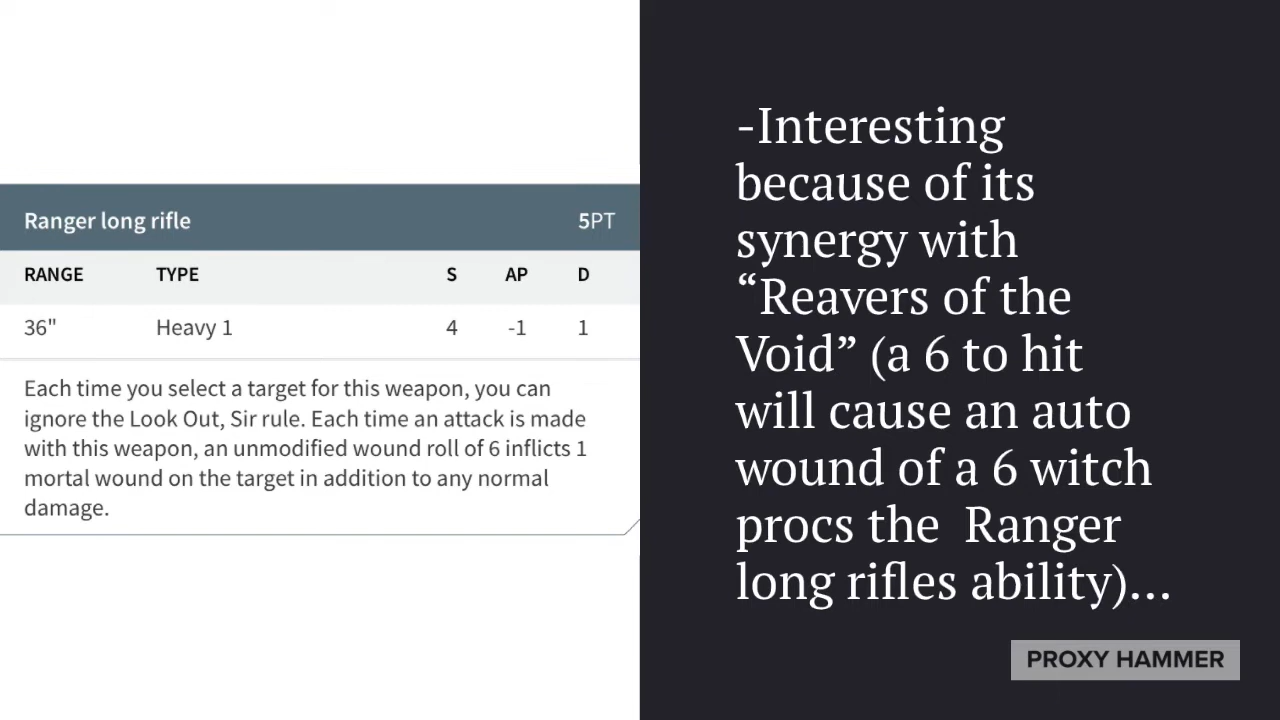 Ranger long rifle 5PT
RANGE TYPE S AP D
36" Heavy 1 4 -1 1
Each time you select a target for this weapon, you can
ignore the Look Out, Sir rule. Each time an attack is made
with this weapon, an unmodified wound roll of 6 inflicts 1
mortal wound on the target in addition to any normal
damage.
-Interesting
because of its
synergy with
“Reavers of the
Void” (a 6 to hit
will cause an auto
wound of a 6 witch
procs the  Ranger
long rifles ability)...
PROXY HAMMER